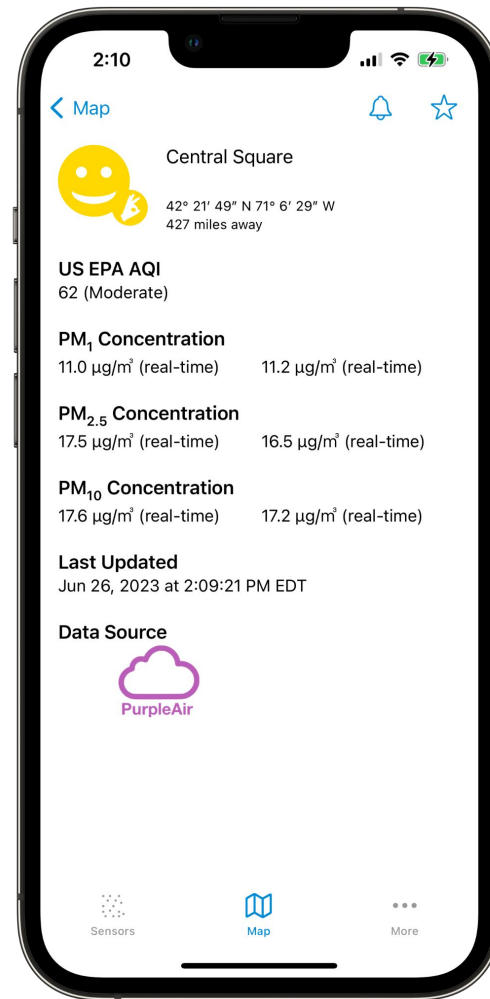 2:10
Map
Central Square
42° 21′ 49″ N 71° 6′ 29″ W
427 miles away
US EPA AQI
62 (Moderate)
PM₁ Concentration
11.0 µg/m³ (real-time) 11.2 µg/m³ (real-time)
PM₂.₅ Concentration
17.5 µg/m³ (real-time) 16.5 µg/m³ (real-time)
PM₁₀ Concentration
17.6 µg/m³ (real-time) 17.2 µg/m³ (real-time)
Last Updated
Jun 26, 2023 at 2:09:21 PM EDT
Data Source
PurpleAir
Sensors Map More